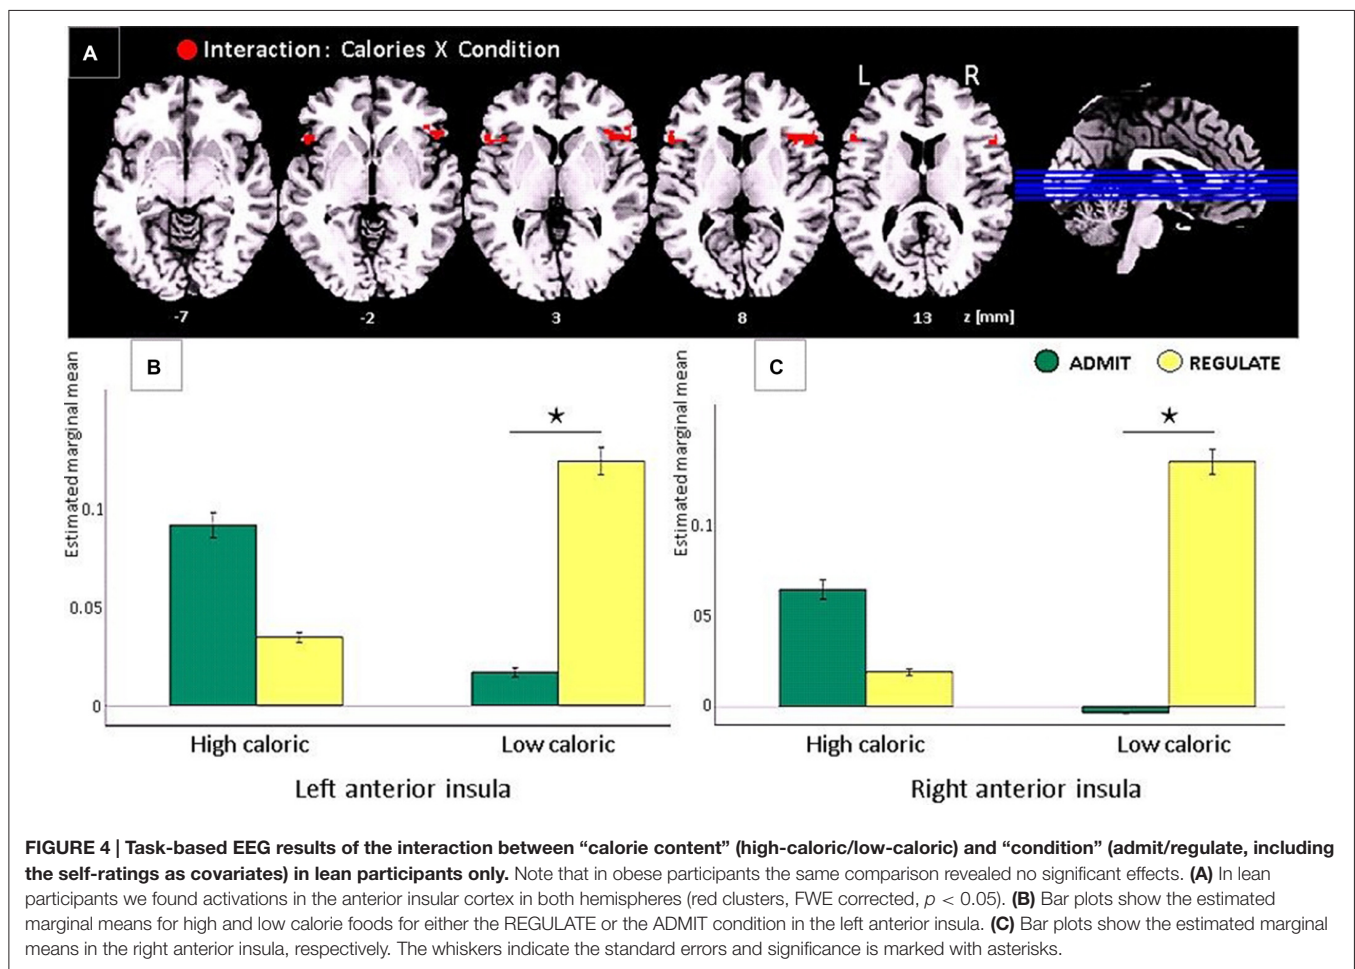 A
Interaction: Calories X Condition
L R
-7 -2 3 8 13 z [mm]
B
Estimated marginal mean
0.1
0.05
0
★
High caloric Low caloric
Left anterior insula
C
ADMIT REGULATE
Estimated marginal mean
0.1
05
0
★
High caloric Low caloric
Right anterior insula
FIGURE 4 | Task-based EEG results of the interaction between “calorie content” (high-caloric/low-caloric) and “condition” (admit/regulate, including
the self-ratings as covariates) in lean participants only. Note that in obese participants the same comparison revealed no significant effects. (A) In lean
participants we found activations in the anterior insular cortex in both hemispheres (red clusters, FWE corrected, p < 0.05). (B) Bar plots show the estimated
marginal means for high and low calorie foods for either the REGULATE or the ADMIT condition in the left anterior insula. (C) Bar plots show the estimated marginal
means in the right anterior insula, respectively. The whiskers indicate the standard errors and significance is marked with asterisks.